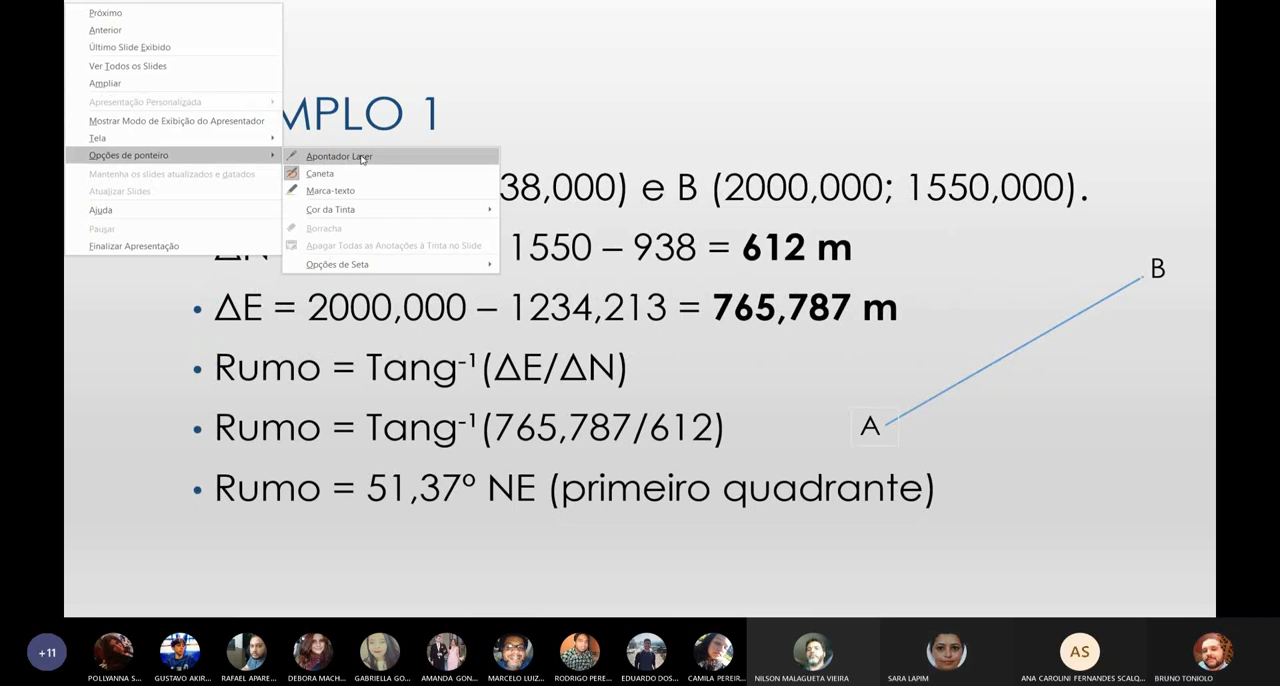 Próximo
Anterior
Último Slide Exibido
Ver Todos os Slides
Ampliar
Apresentação Personalizada
Mostrar Modo de Exibição do Apresentador
Tela
Opções de ponteiro
Mantenha os slides atualizados e datados
Atualizar Slides
Ajuda
Pausar
Finalizar Apresentação
Apontador Laser
Caneta
Marca-texto
Cor da Tinta
Borracha
Apagar Todas as Anotações à Tinta no Slide
Opções de Seta
MPLO 1
38,000) e B (2000,000; 1550,000).
ΔN 1550 – 938 = 612 m
• ΔE = 2000,000 – 1234,213 = 765,787 m
• Rumo = Tang-1(ΔE/ΔN)
• Rumo = Tang-1(765,787/612)
• Rumo = 51,37º NE (primeiro quadrante)
B
A
+11
POLLYANNA S...
GUSTAVO AKIR...
RAFAEL APARE...
DEBORA MACH...
GABRIELLA GO...
AMANDA GON...
MARCELO LUIZ...
RODRIGO PERE...
EDUARDO DOS...
CAMILA PEREIR...
NILSON MALAGUETA VIEIRA
SARA LAPIM
AS
ANA CAROLINI FERNANDES SCALQ...
BRUNO TONIOLO